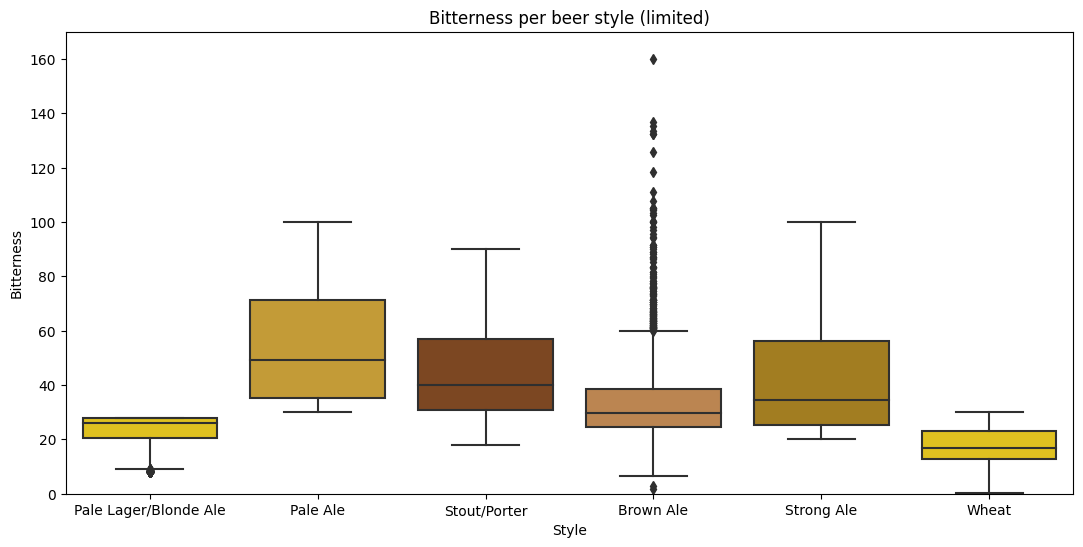 Bitterness per beer style (limited)
Bitterness
160
140
120
100
80
60
40
20
0
Pale Lager/Blonde Ale
Pale Ale
Stout/Porter
Brown Ale
Strong Ale
Wheat
Style